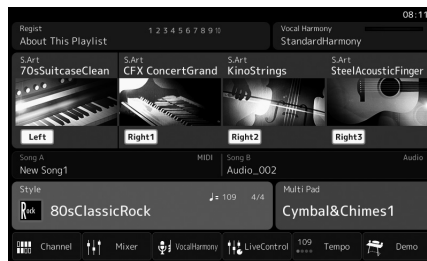 08:11
Regist
1 2 3 4 5 6 7 8 9 10
About This Playlist
Vocal Harmony
StandardHarmony
S.Art
70sSuitcaseClean
Left
S.Art
CFX ConcertGrand
Right1
S.Art
KinoStrings
Right2
S.Art
SteelAcousticFinger
Right3
Song A
MIDI
New Song1
Song B
Audio
Audio_002
Style
♩= 109 4/4
Rock
80sClassicRock
Multi Pad
Cymbal&Chimes1
Channel
Mixer
VocalHarmony
LiveControl
109
Tempo
Demo